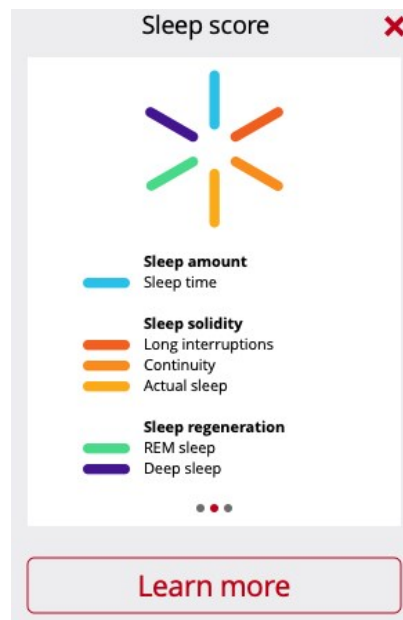 Sleep score
Sleep amount
Sleep time
Sleep solidity
Long interruptions
Continuity
Actual sleep
Sleep regeneration
REM sleep
Deep sleep
Learn more